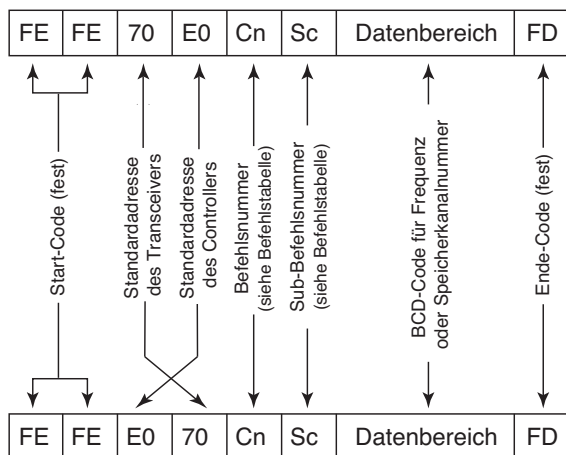 FE FE 70 E0 Cn Sc Datenbereich FD
Start-Code (fest)
Standardadresse
des Transceivers
Standardadresse
des Controllers
Befehlsnummer
(siehe Befehlstabelle)
Sub-Befehlsnummer
(siehe Befehlstabelle)
BCD-Code für Frequenz
oder Speicherkanalnummer
Ende-Code (fest)
FE FE E0 70 Cn Sc Datenbereich FD